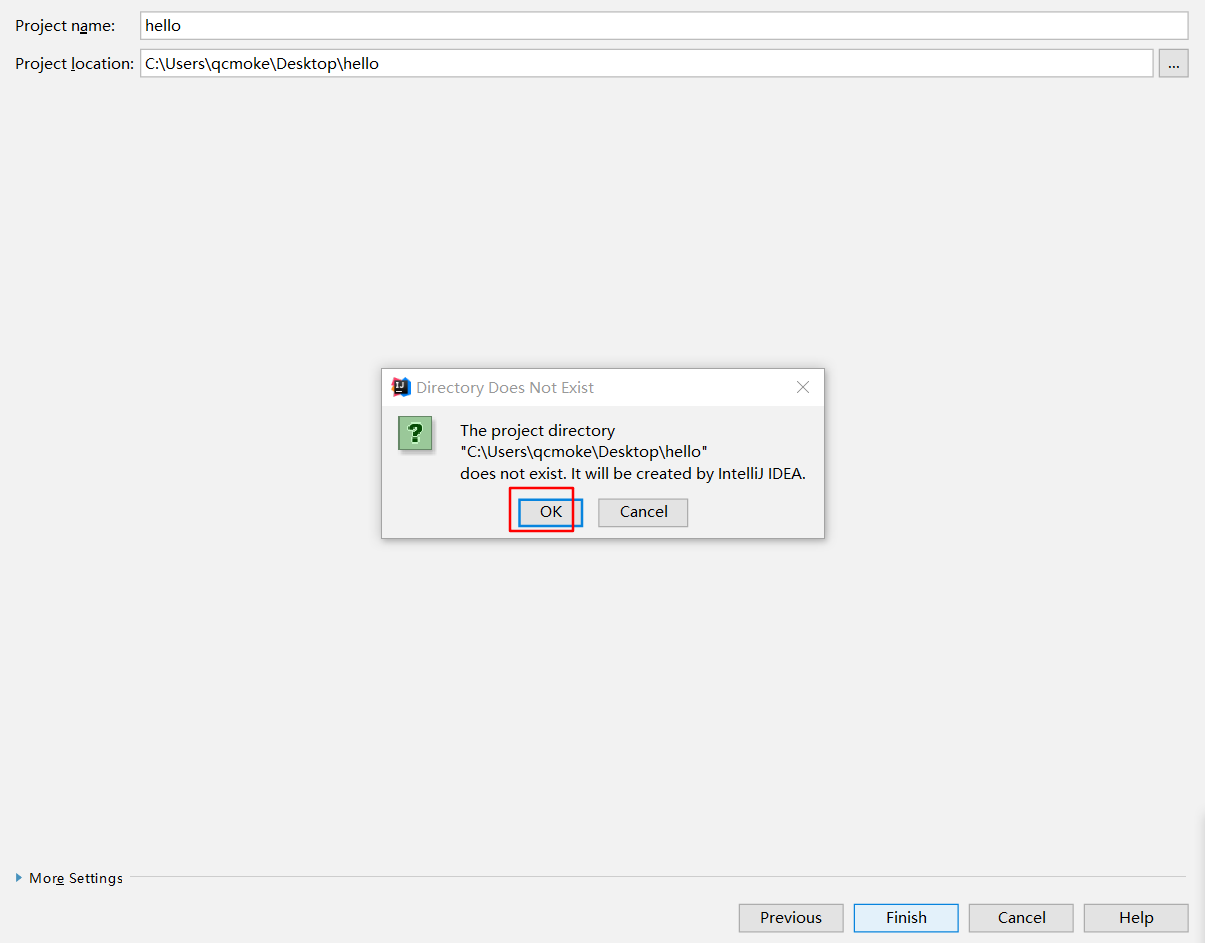 Project name: hello
Project location: C:\Users\qcmoke\Desktop\hello ...
Directory Does Not Exist
?
The project directory
"C:\Users\qcmoke\Desktop\hello"
does not exist. It will be created by IntelliJ IDEA.
OK Cancel
More Settings
Previous Finish Cancel Help